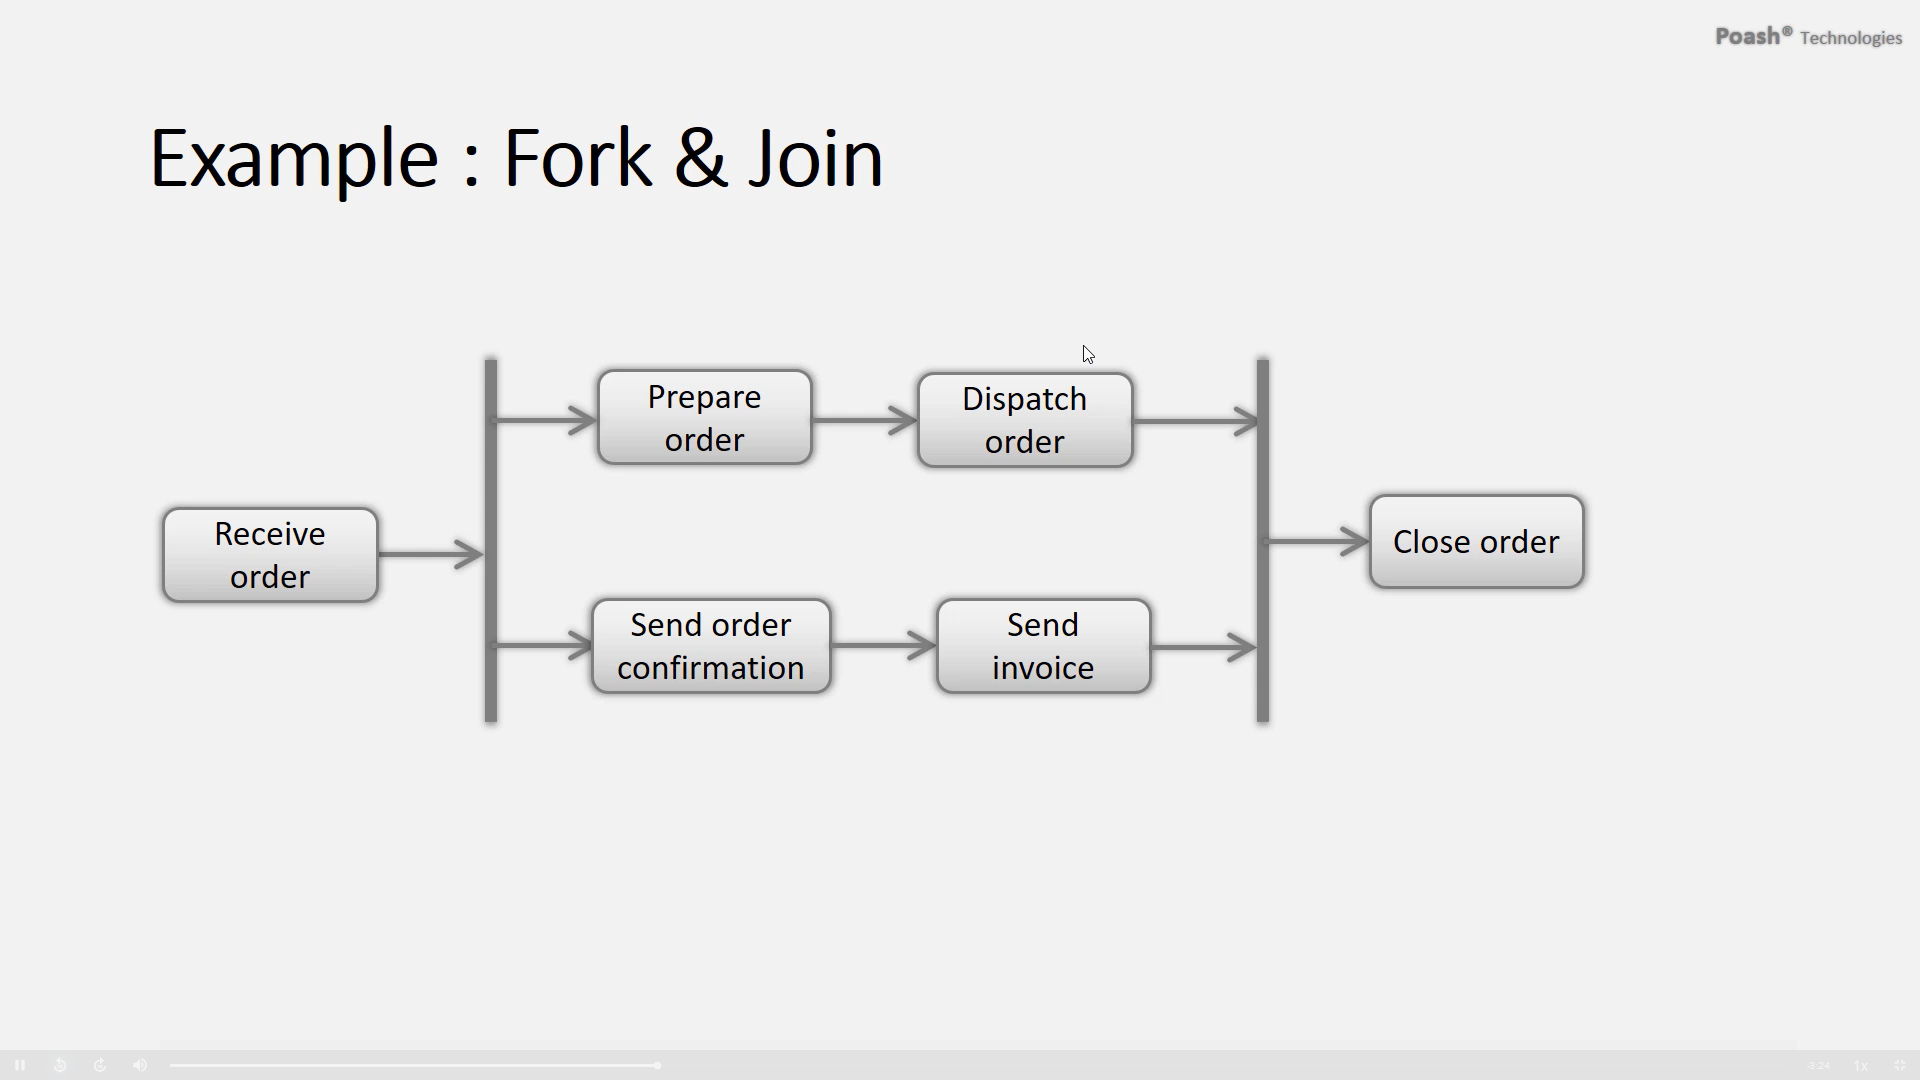 Poash® Technologies
Example : Fork & Join
Prepare
order
Dispatch
order
Receive
order
Close order
Send order
confirmation
Send
invoice
-3:24
1x